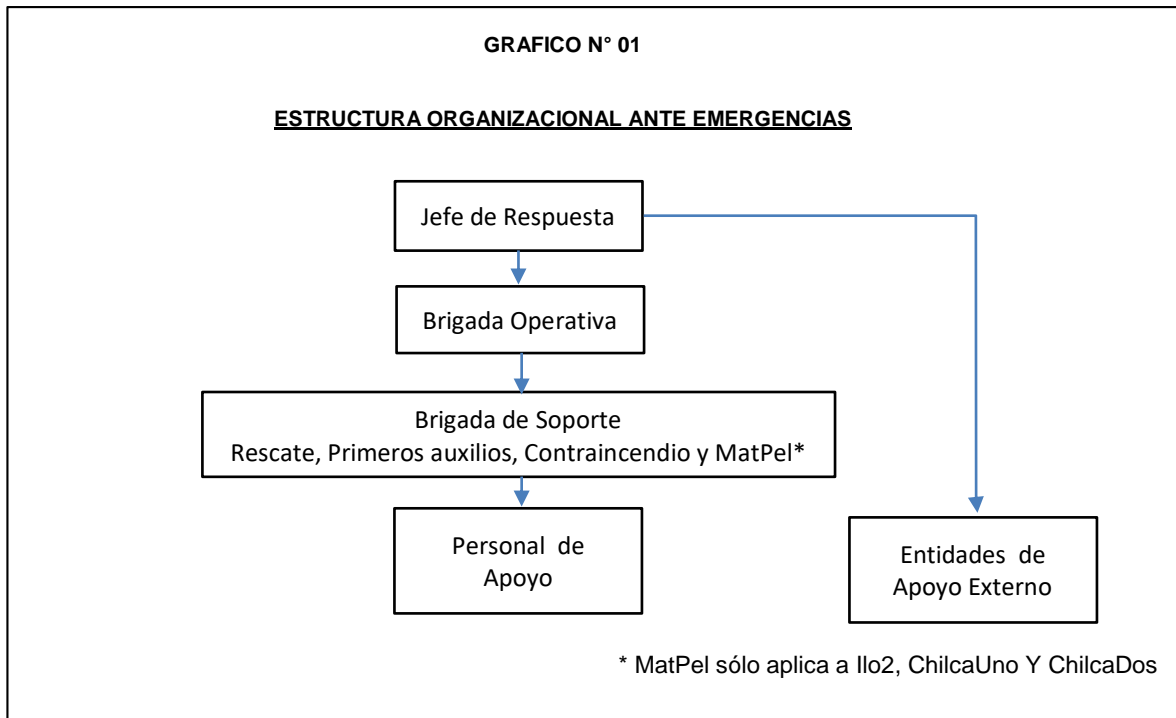 GRAFICO N° 01
ESTRUCTURA ORGANIZACIONAL ANTE EMERGENCIAS
Jefe de Respuesta
Brigada Operativa
Brigada de Soporte
Rescate, Primeros auxilios, Contraincendio y MatPel*
Personal de
Apoyo
Entidades de
Apoyo Externo
* MatPel sólo aplica a Ilo2, ChilcaUno Y ChilcaDos